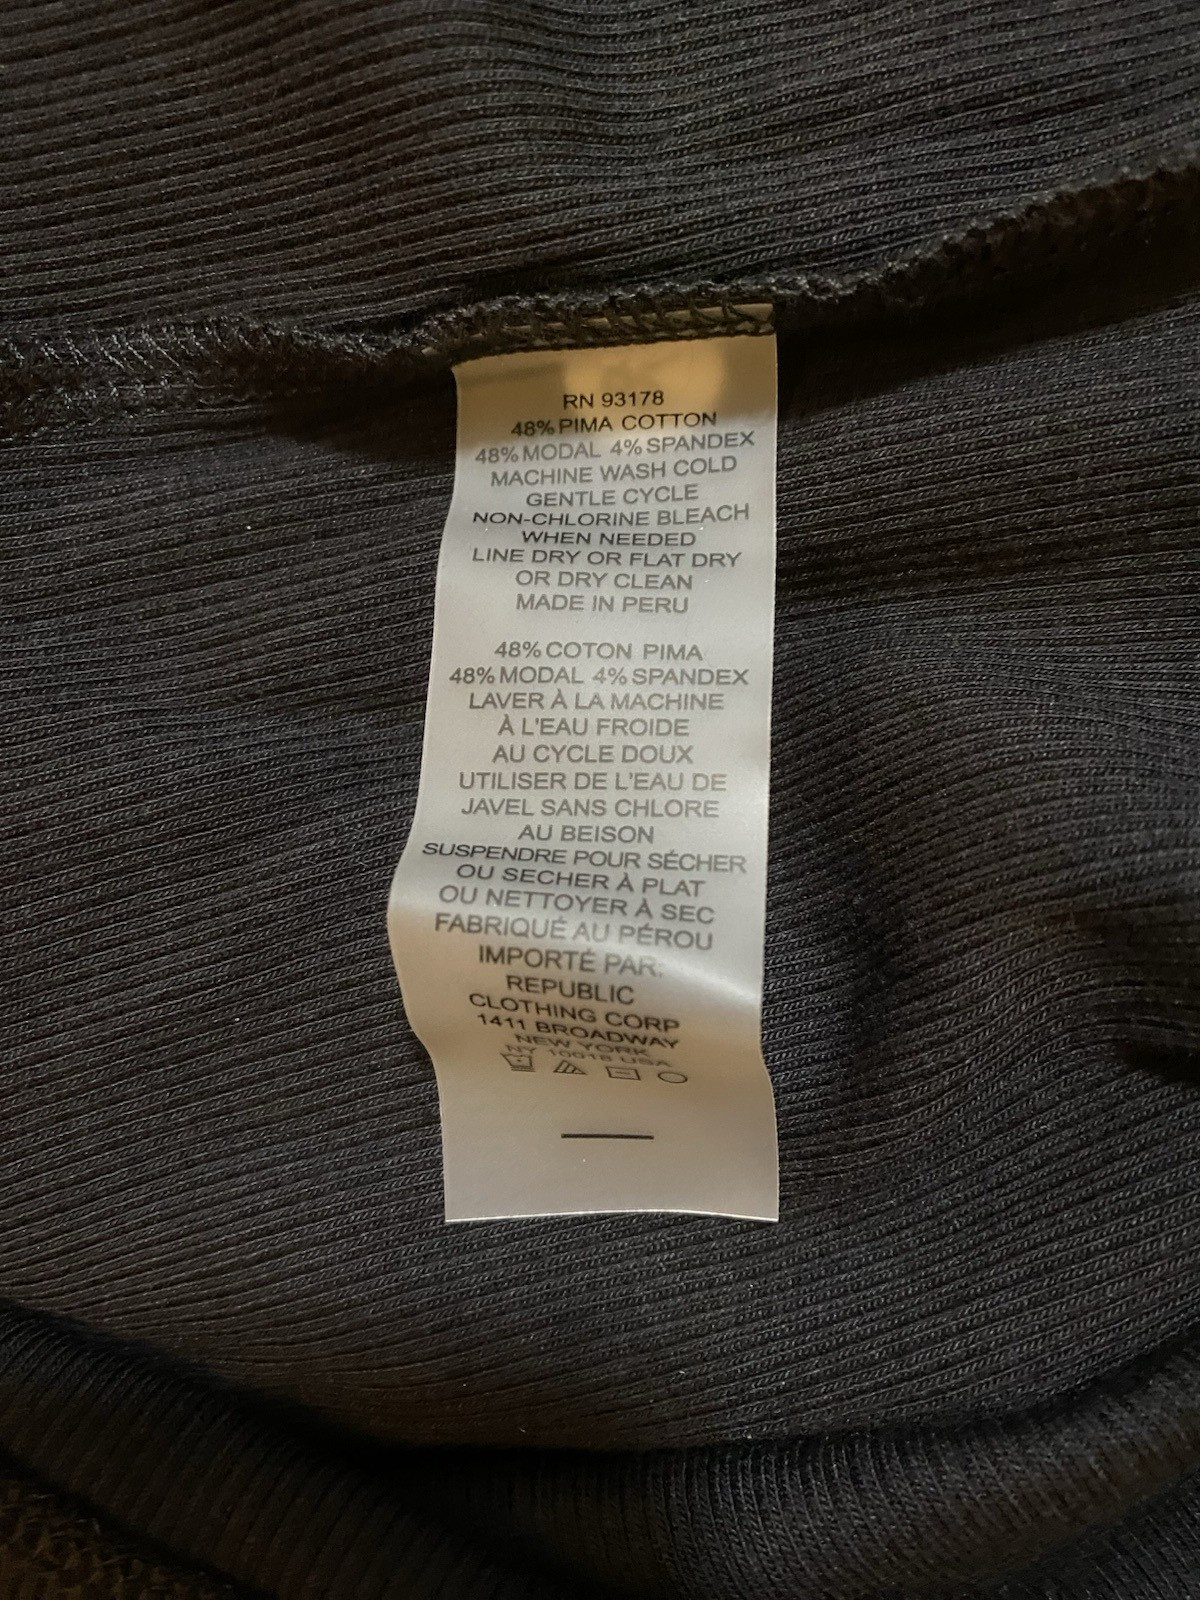 RN 93178
48% PIMA COTTON
48% MODAL 4% SPANDEX
MACHINE WASH COLD
GENTLE CYCLE
NON-CHLORINE BLEACH
WHEN NEEDED
LINE DRY OR FLAT DRY
OR DRY CLEAN
MADE IN PERU
48% COTON PIMA
48% MODAL 4% SPANDEX
LAVER À LA MACHINE
À L'EAU FROIDE
AU CYCLE DOUX
UTILISER DE L'EAU DE
JAVEL SANS CHLORE
AU BEISON
SUSPENDRE POUR SÉCHER
OU SECHER À PLAT
OU NETTOYER À SEC
FABRIQUÉ AU PÉROU
IMPORTÉ PAR:
REPUBLIC
CLOTHING CORP
1411 BROADWAY
NEW YORK
NY 10018 USA